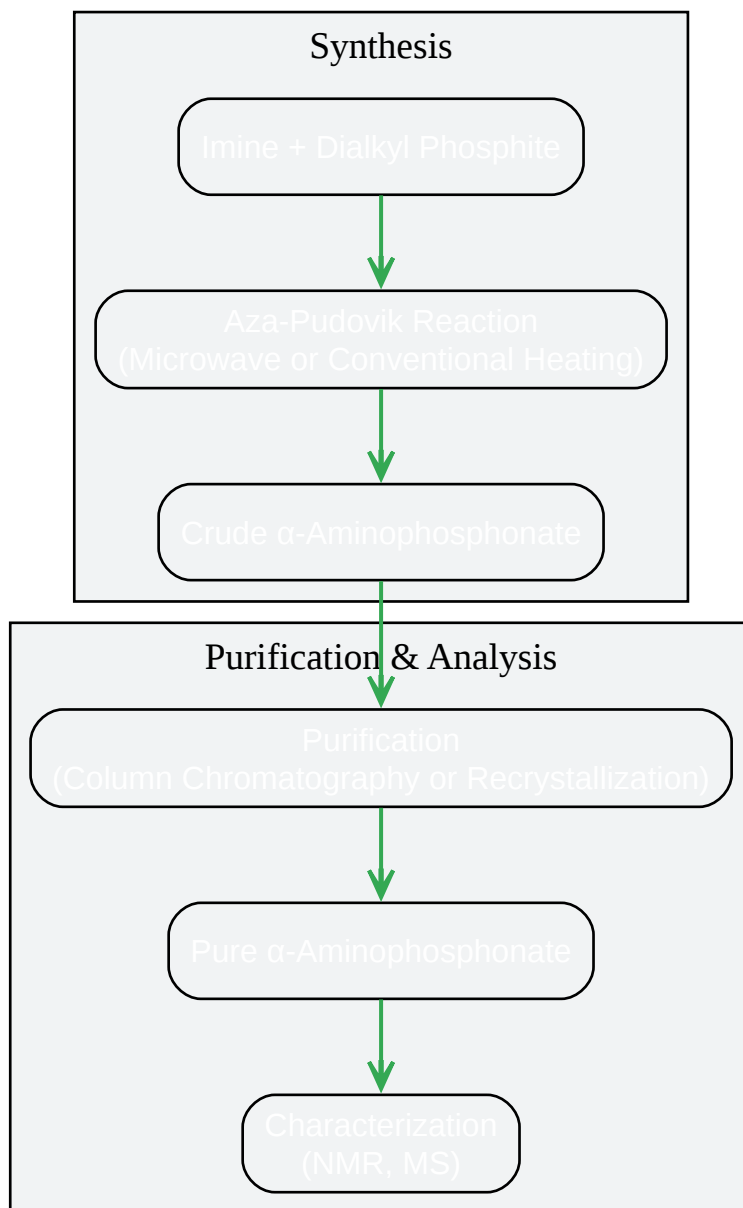 Synthesis
Imine + Dialkyl Phosphite
Aza-Pudovik Reaction
(Microwave or Conventional Heating)
Crude α-Aminophosphonate
Purification & Analysis
Purification
(Column Chromatography or Recrystallization)
Pure α-Aminophosphonate
Characterization
(NMR, MS)